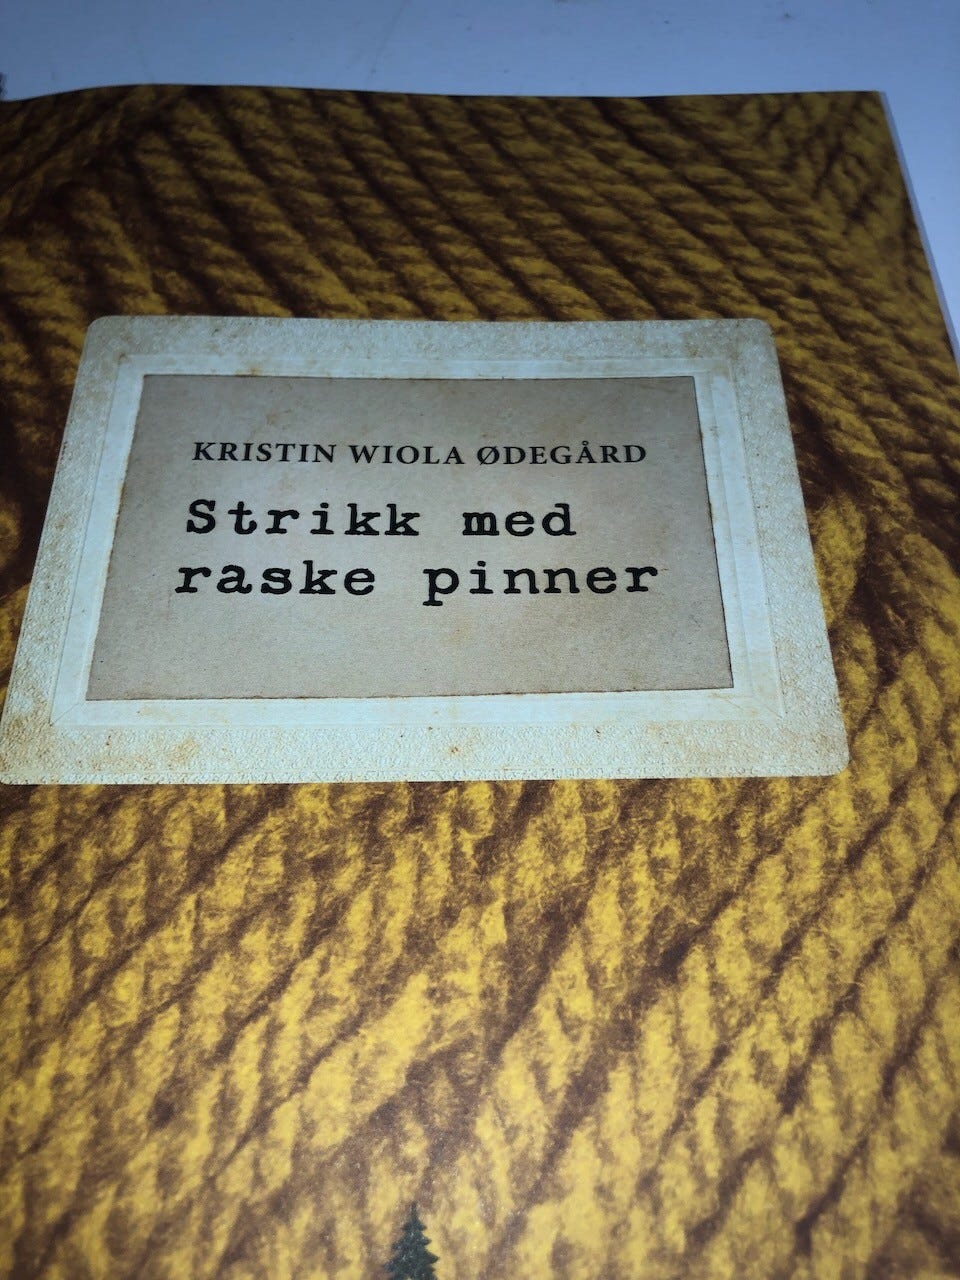 KRISTIN WIOLA ØDEGÅRD
Strikk med
raske pinner